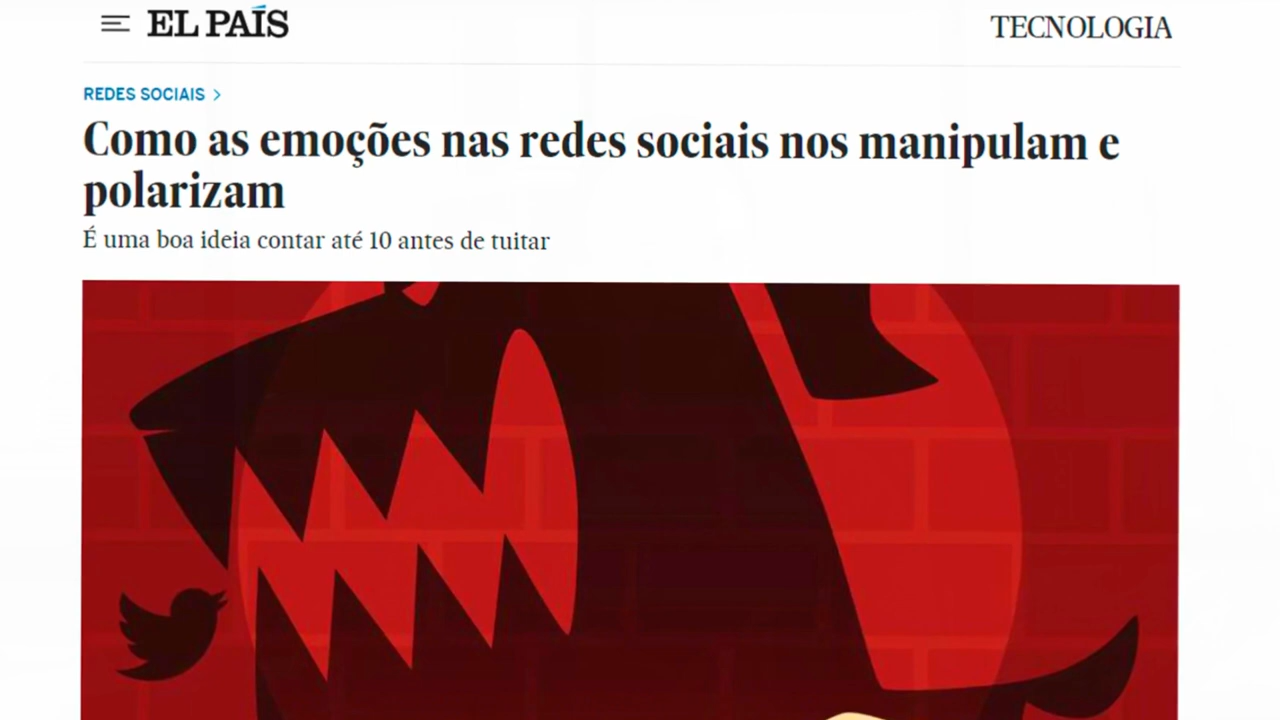 EL PAÍS
TECNOLOGIA
REDES SOCIAIS >
Como as emoções nas redes sociais nos manipulam e
polarizam
É uma boa ideia contar até 10 antes de tuitar